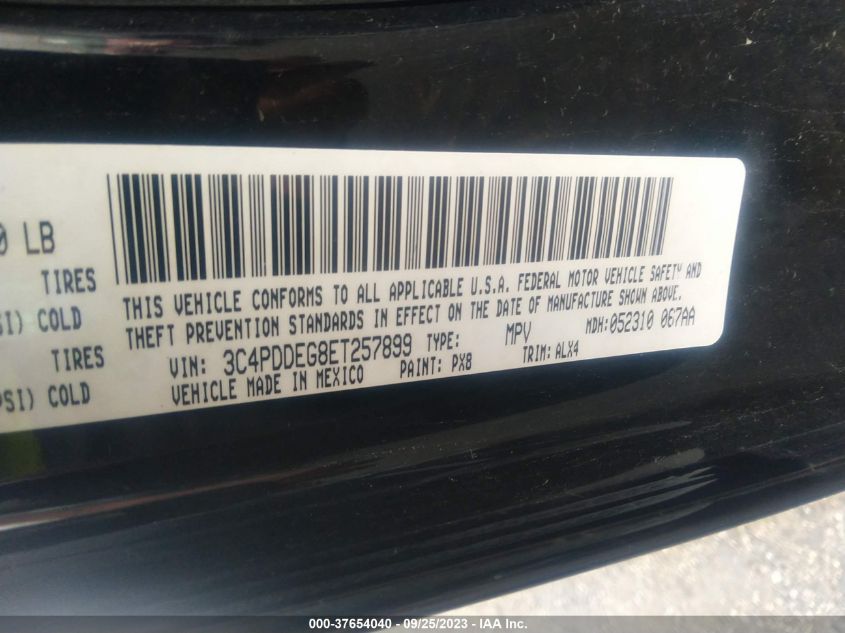 0 LB
TIRES
SI) COLD
TIRES
PSI) COLD
THIS VEHICLE CONFORMS TO ALL APPLICABLE U.S.A. FEDERAL MOTOR VEHICLE SAFETY AND
THEFT PREVENTION STANDARDS IN EFFECT ON THE DATE OF MANUFACTURE SHOWN ABOVE.
VIN: 3C4PDDEG8ET257899 TYPE: MPV MDH:052310 067AA
VEHICLE MADE IN MEXICO PAINT: PX8 TRIM: ALX4
000-37654040 - 09/25/2023 - IAA Inc.